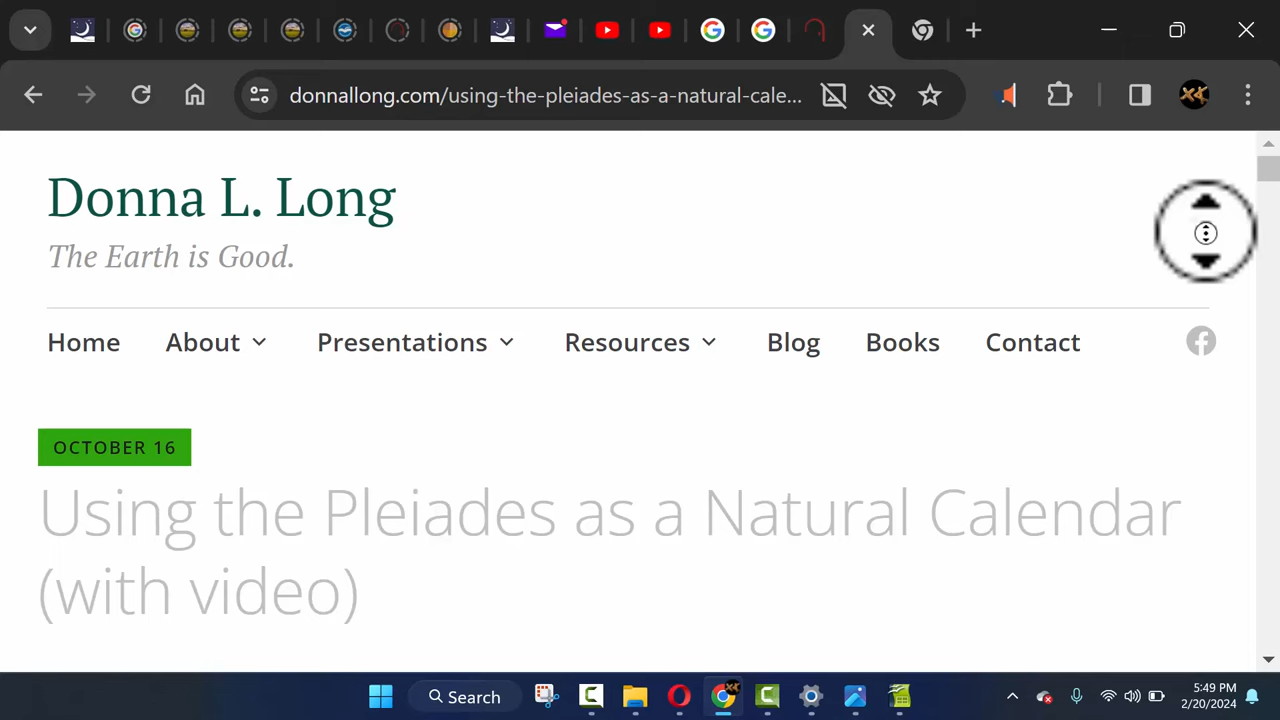 donnallong.com/using-the-pleiades-as-a-natural-cale...
Donna L. Long
The Earth is Good.
Home About Presentations Resources Blog Books Contact
OCTOBER 16
Using the Pleiades as a Natural Calendar
(with video)
Search
5:49 PM
2/20/2024